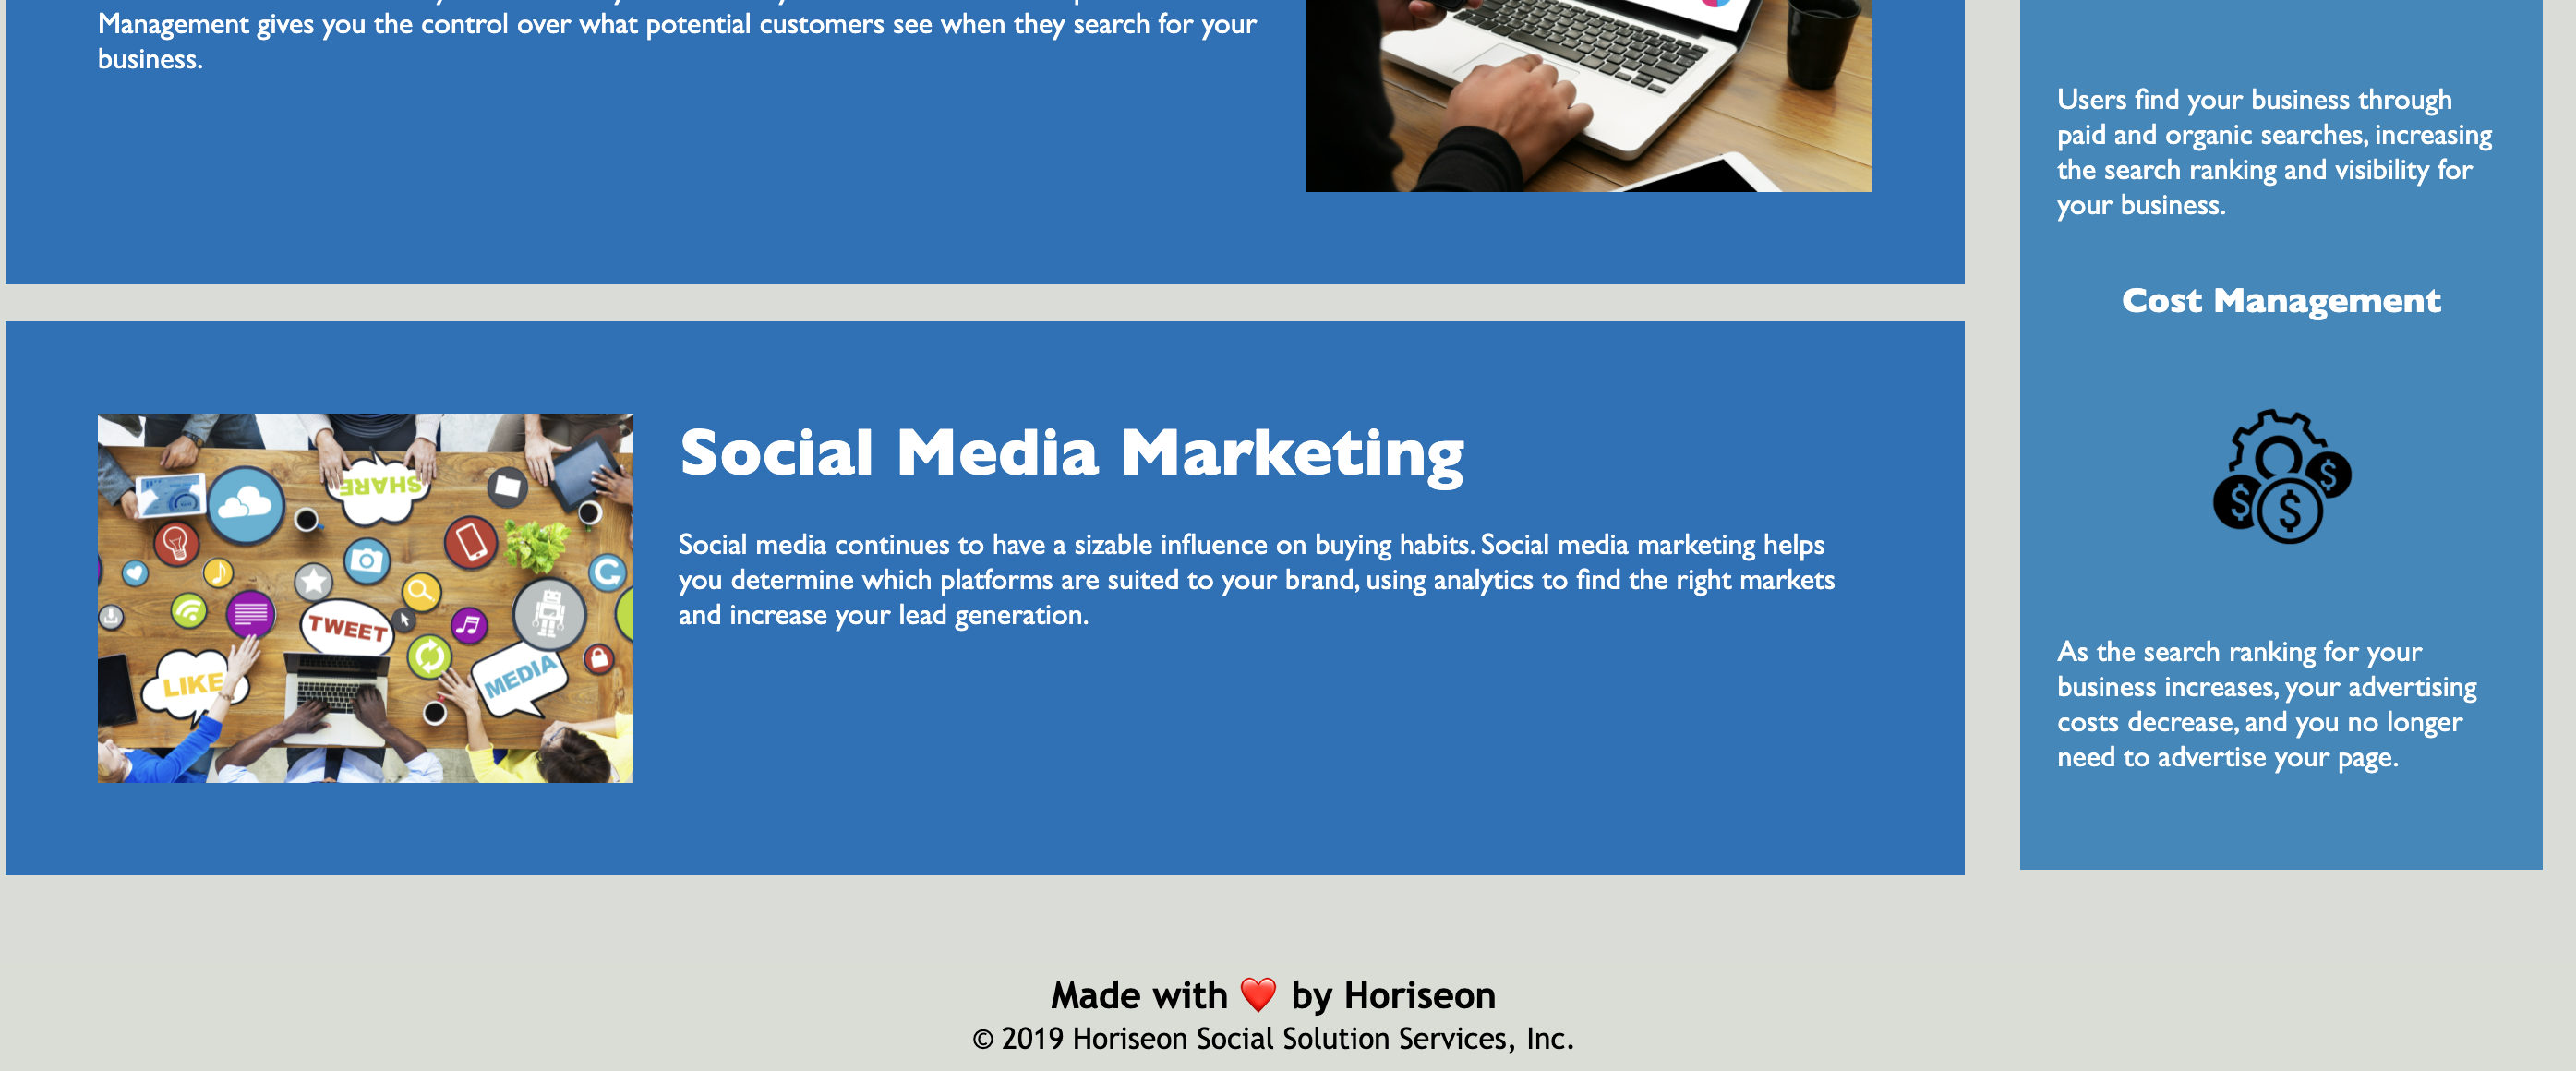 Management gives you the control over what potential customers see when they search for your
business.
Social Media Marketing
Social media continues to have a sizable influence on buying habits. Social media marketing helps
you determine which platforms are suited to your brand, using analytics to find the right markets
and increase your lead generation.
SHARE
TWEET
LIKE
MEDIA
Users find your business through
paid and organic searches, increasing
the search ranking and visibility for
your business.
Cost Management
$ $ $
As the search ranking for your
business increases, your advertising
costs decrease, and you no longer
need to advertise your page.
Made with ❤️ by Horiseon
© 2019 Horiseon Social Solution Services, Inc.